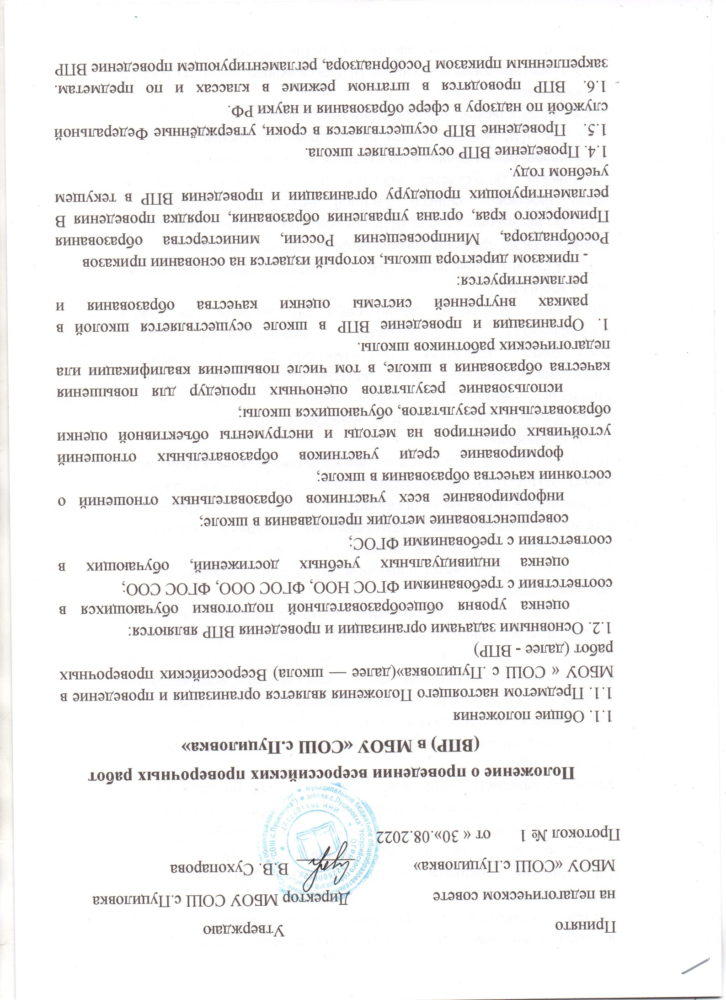 Принято Утверждаю
на педагогическом совете Директор МБОУ СОШ с.Пуциловка
МБОУ «СОШ с.Пуциловка» В.В. Сухопарова
Протокол № 1 от « 30».08.2022
Положение о проведении всероссийских проверочных работ
(ВПР) в МБОУ «СОШ с.Пуциловка»
1.1. Общие положения
1.1. Предметом настоящего Положения является организация и проведение в
МБОУ « СОШ с .Пуциловка»(далее — школа) Всероссийских проверочных
работ (далее - ВПР)
1.2. Основными задачами организации и проведения ВПР являются:
оценка уровня общеобразовательной подготовки обучающихся в
соответствии с требованиями ФГОС НОО, ФГОС ООО, ФГОС СОО;
оценка индивидуальных учебных достижений, обучающих в
соответствии с требованиями ФГОС;
совершенствование методик преподавания в школе;
информирование всех участников образовательных отношений о
состоянии качества образования в школе;
формирование среди участников образовательных отношений
устойчивых ориентиров на методы и инструменты объективной оценки
образовательных результатов, обучающихся школы;
использование результатов оценочных процедур для повышения
качества образования в школе, в том числе повышения квалификации ила
педагогических работников школы.
1. Организация и проведение ВПР в школе осуществляется школой в
рамках внутренней системы оценки качества образования и
регламентируется:
- приказом директора школы, который издается на основании приказов
Рособрнадзора, Минпросвещения России, министерства образования
Приморского края, органа управления образования, порядка проведения В
регламентирующих процедуру организации и проведения ВПР в текущем
учебном году.
1.4. Проведение ВПР осуществляет школа.
1.5. Проведение ВПР осуществляется в сроки, утверждённые Федеральной
службой по надзору в сфере образования и науки РФ.
1.6. ВПР проводятся в штатном режиме в классах и по предметам.
закрепленным приказом Рособрнадзора, регламентирующем проведение ВПР